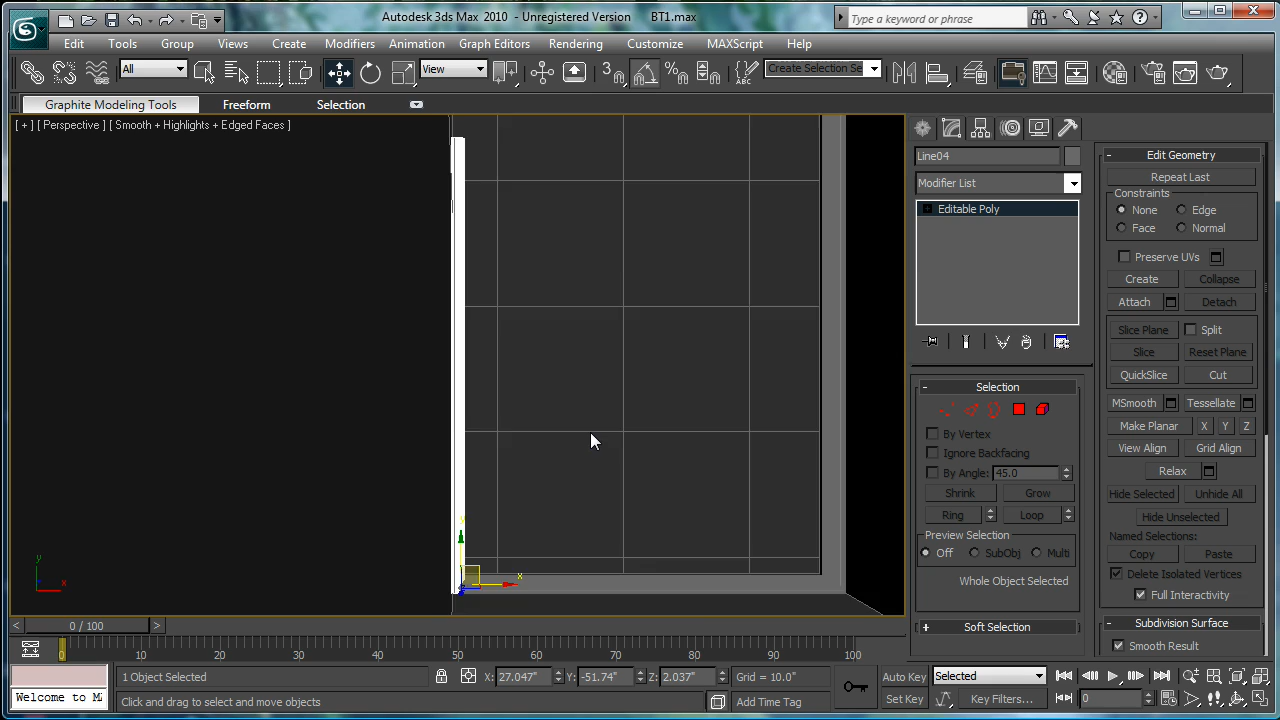 Autodesk 3ds Max 2010 - Unregistered Version BT1.max
Type a keyword or phrase
Edit Tools Group Views Create Modifiers Animation Graph Editors Rendering Customize MAXScript Help
All View 3 Create Selection Se
Graphite Modeling Tools Freeform Selection
[ + ] [ Perspective ] [ Smooth + Highlights + Edged Faces ]
Line04
Modifier List
Editable Poly
Selection
By Vertex
Ignore Backfacing
By Angle: 45.0
Shrink Grow
Ring Loop
Preview Selection
Off SubObj Multi
Whole Object Selected
Soft Selection
Edit Geometry
Repeat Last
Constraints
None Edge
Face Normal
Preserve UVs
Create Collapse
Attach Detach
Slice Plane Split
Slice Reset Plane
QuickSlice Cut
MSmooth Tessellate
Make Planar X Y Z
View Align Grid Align
Relax
Hide Selected Unhide All
Hide Unselected
Named Selections:
Copy Paste
Delete Isolated Vertices
Full Interactivity
Subdivision Surface
Smooth Result
y
x
y
x
< 0 / 100 >
0 10 20 30 40 50 60 70 80 90 100
1 Object Selected X: 27.047" Y: -51.74" Z: 2.037" Grid = 10.0" Auto Key Selected
Welcome to M
Click and drag to select and move objects Add Time Tag Set Key Key Filters... 0